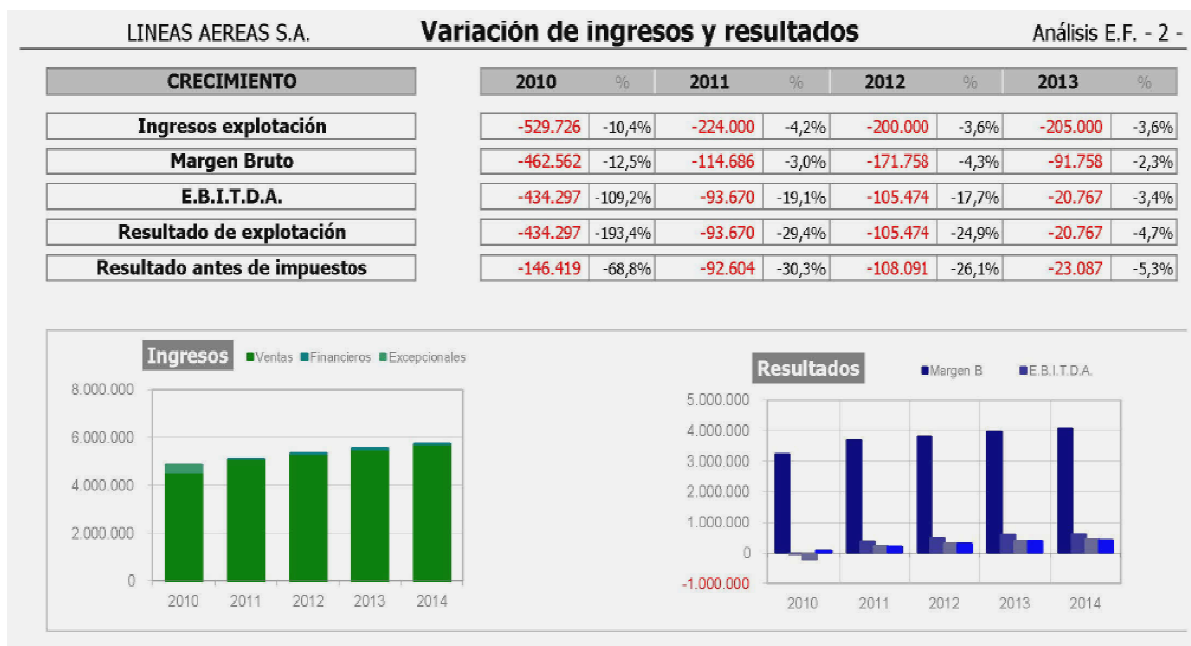 LINEAS AEREAS S.A. Variación de ingresos y resultados Análisis E.F. - 2 -
CRECIMIENTO 2010 % 2011 % 2012 % 2013 %
Ingresos explotación -529.726 -10,4% -224.000 -4,2% -200.000 -3,6% -205.000 -3,6%
Margen Bruto -462.562 -12,5% -114.686 -3,0% -171.758 -4,3% -91.758 -2,3%
E.B.I.T.D.A. -434.297 -109,2% -93.670 -19,1% -105.474 -17,7% -20.767 -3,4%
Resultado de explotación -434.297 -193,4% -93.670 -29,4% -105.474 -24,9% -20.767 -4,7%
Resultado antes de impuestos -146.419 -68,8% -92.604 -30,3% -108.091 -26,1% -23.087 -5,3%
Ingresos Ventas Financieros Excepcionales
8.000.000
6.000.000
4.000.000
2.000.000
0
2010 2011 2012 2013 2014
Resultados Margen B E.B.I.T.D.A.
5.000.000
4.000.000
3.000.000
2.000.000
1.000.000
0
-1.000.000
2010 2011 2012 2013 2014